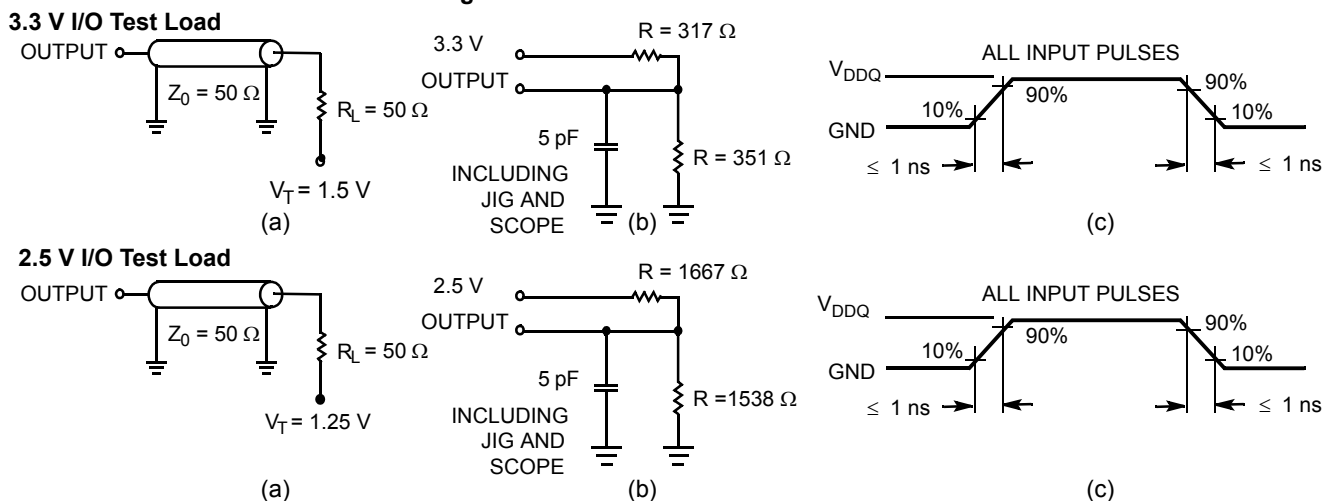 3.3 V I/O Test Load
OUTPUT
Z0 = 50 Ω
RL = 50 Ω
VT = 1.5 V
(a)
3.3 V
OUTPUT
R = 317 Ω
5 pF
INCLUDING
JIG AND
SCOPE
R = 351 Ω
(b)
ALL INPUT PULSES
VDDQ
GND
10%
90%
90%
10%
≤ 1 ns
≤ 1 ns
(c)
2.5 V I/O Test Load
OUTPUT
Z0 = 50 Ω
RL = 50 Ω
VT = 1.25 V
(a)
2.5 V
OUTPUT
R = 1667 Ω
5 pF
INCLUDING
JIG AND
SCOPE
R =1538 Ω
(b)
ALL INPUT PULSES
VDDQ
GND
10%
90%
90%
10%
≤ 1 ns
≤ 1 ns
(c)